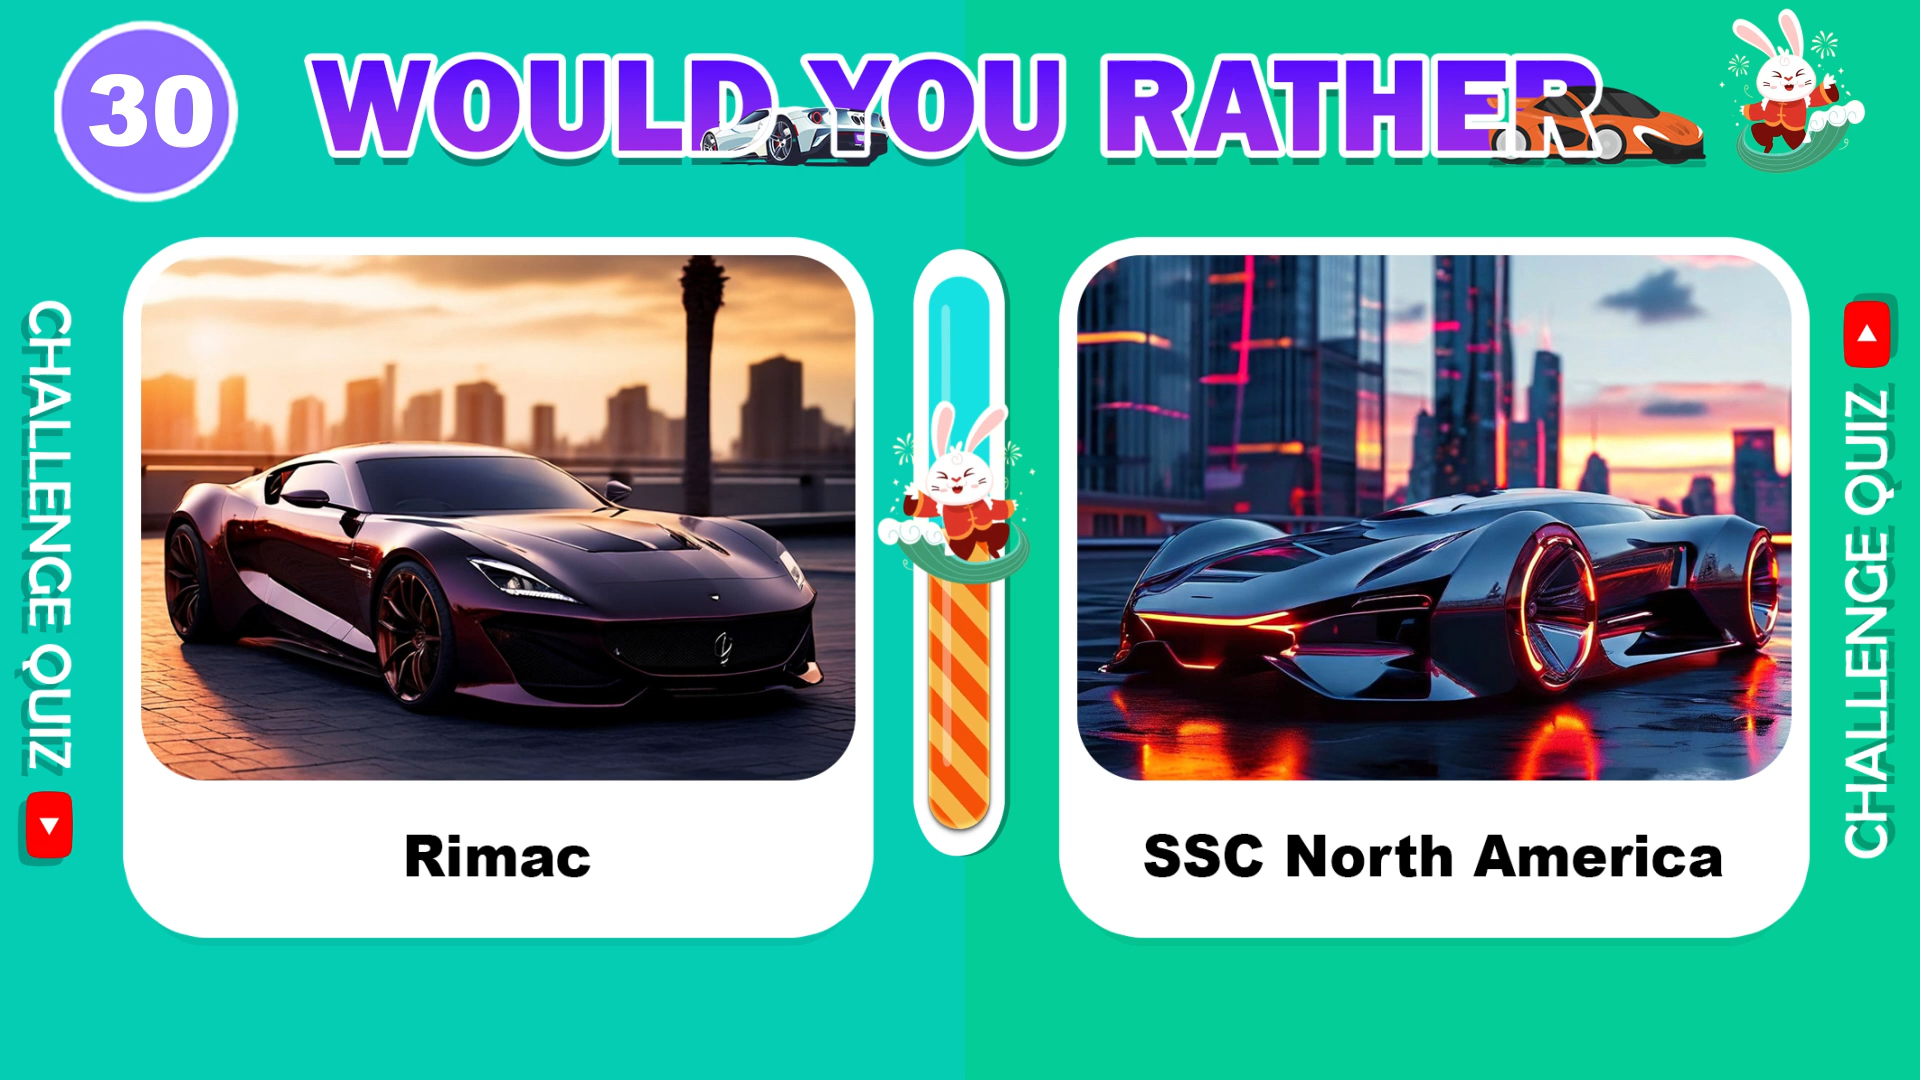 30
WOULD YOU RATHER
CHALLENGE QUIZ
Rimac
SSC North America
CHALLENGE QUIZ